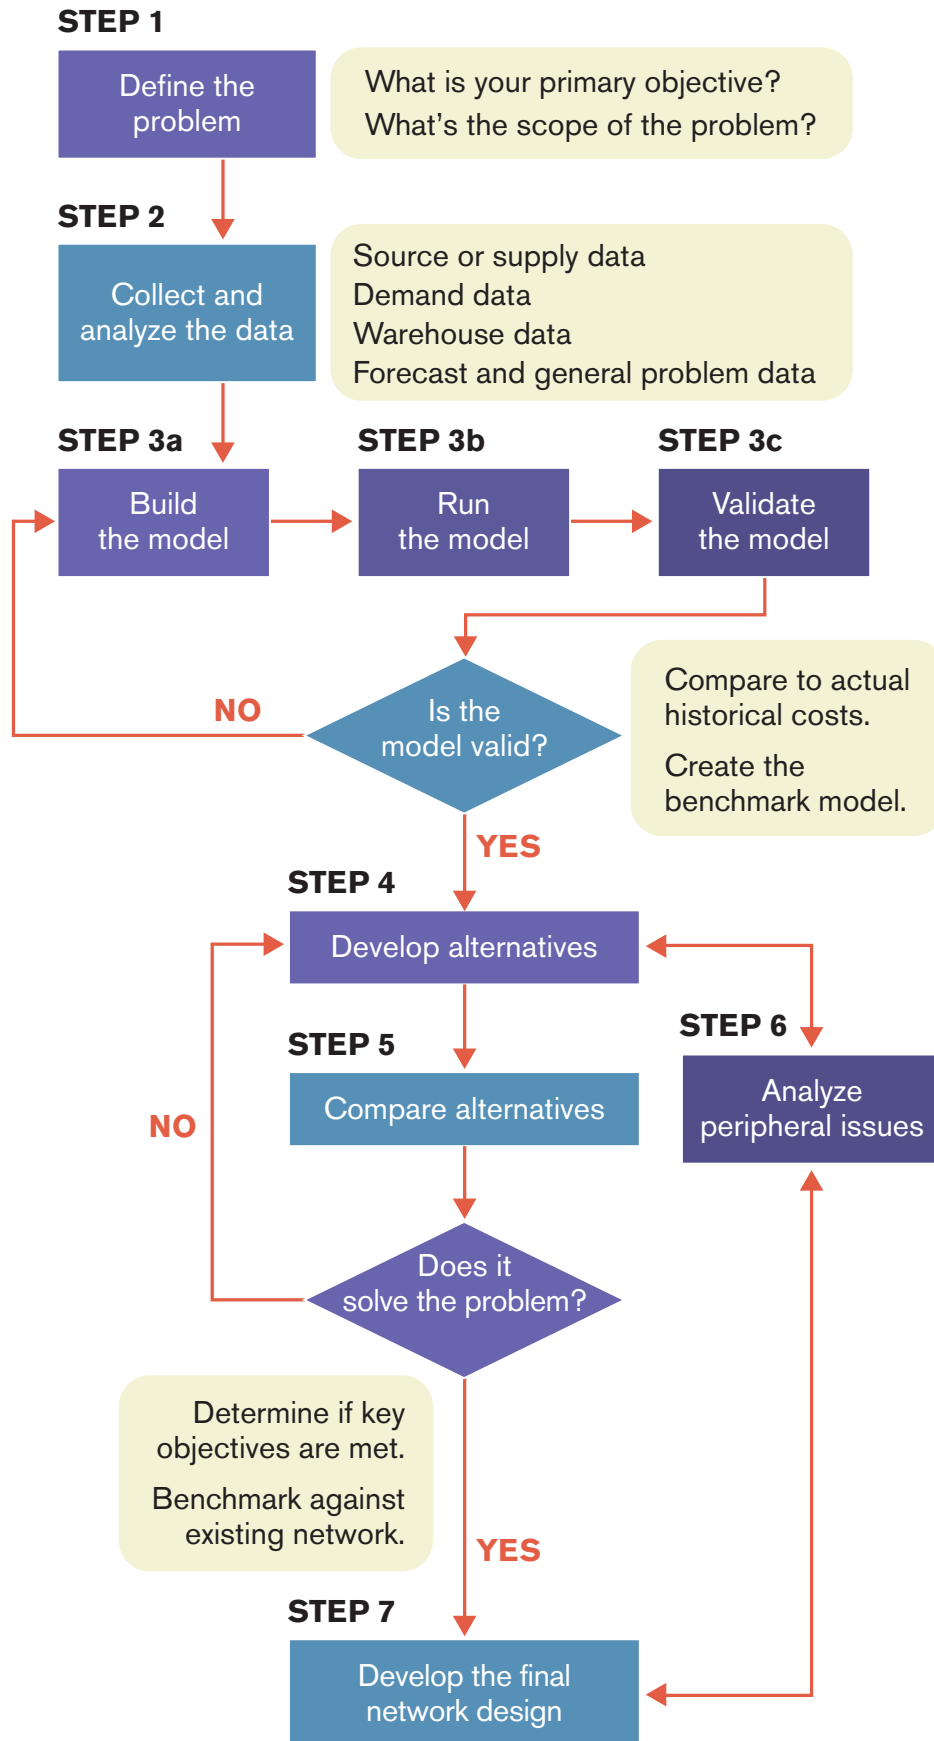 STEP 1
Define the
problem
What is your primary objective?
What's the scope of the problem?
STEP 2
Collect and
analyze the data
Source or supply data
Demand data
Warehouse data
Forecast and general problem data
STEP 3a
Build
the model
STEP 3b
Run
the model
STEP 3c
Validate
the model
NO
Is the
model valid?
Compare to actual
historical costs.
Create the
benchmark model.
YES
STEP 4
Develop alternatives
STEP 5
Compare alternatives
STEP 6
Analyze
peripheral issues
NO
Does it
solve the problem?
Determine if key
objectives are met.
Benchmark against
existing network.
YES
STEP 7
Develop the final
network design